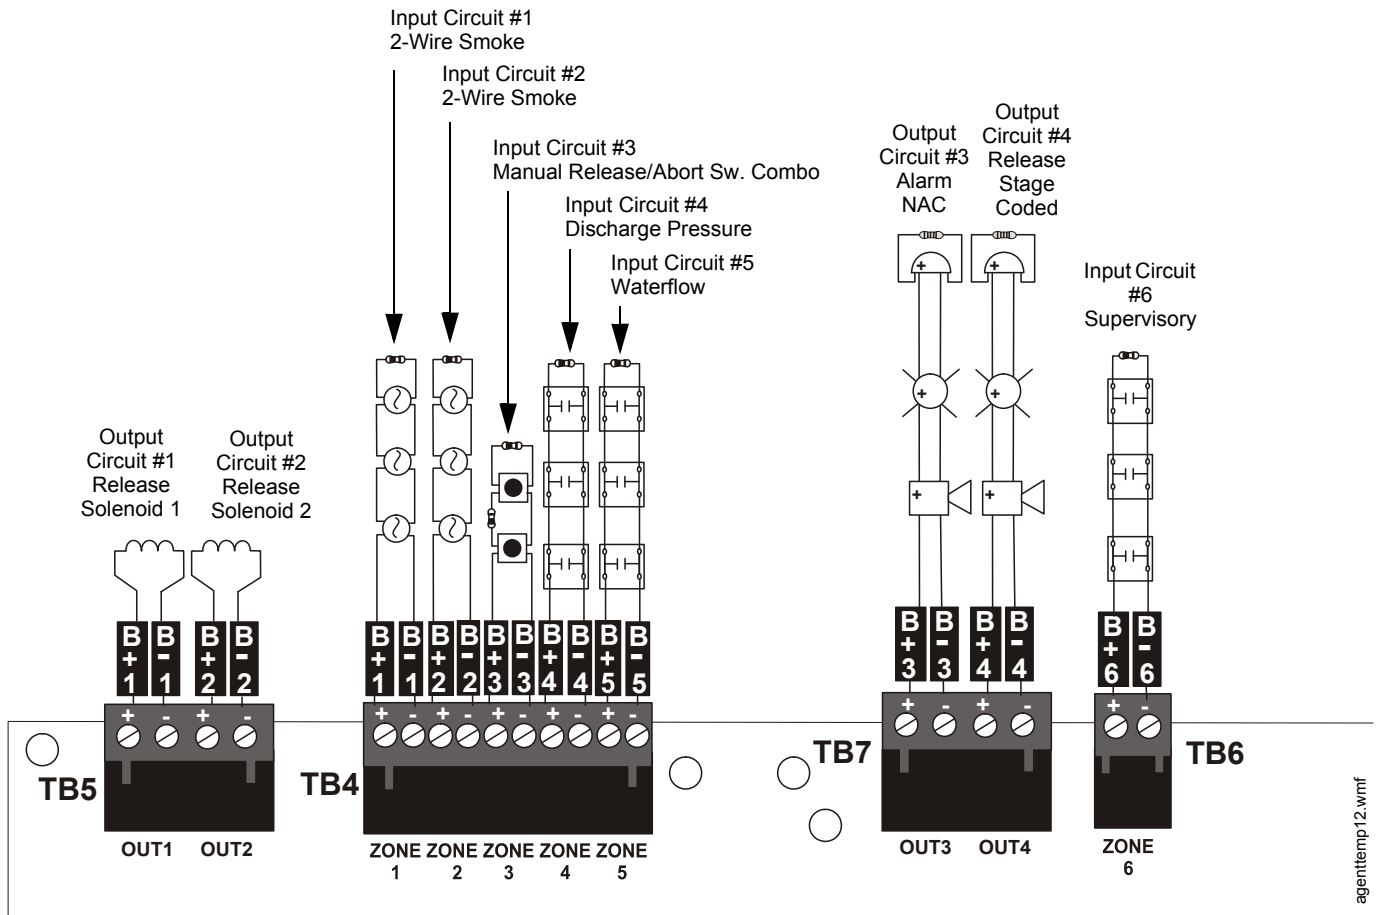 Input Circuit #1
2-Wire Smoke
Input Circuit #2
2-Wire Smoke
Input Circuit #3
Manual Release/Abort Sw. Combo
Input Circuit #4
Discharge Pressure
Input Circuit #5
Waterflow
Output
Circuit #3
Alarm
NAC
Output
Circuit #4
Release
Stage
Coded
Input Circuit
#6
Supervisory
Output
Circuit #1
Release
Solenoid 1
Output
Circuit #2
Release
Solenoid 2
+
+
+
+
+
+
B+1
B-1
B+2
B-2
B+1
B-1
B+2
B-2
B+3
B-3
B+4
B-4
B+5
B-5
B+3
B-3
B+4
B-4
B+6
B-6
+ - + -
+ - + - + - + - + -
+ - + -
+ -
TB5
TB4
TB7
TB6
OUT1
OUT2
ZONE
1
ZONE
2
ZONE
3
ZONE
4
ZONE
5
OUT3
OUT4
ZONE
6
agenttemp12.wmf